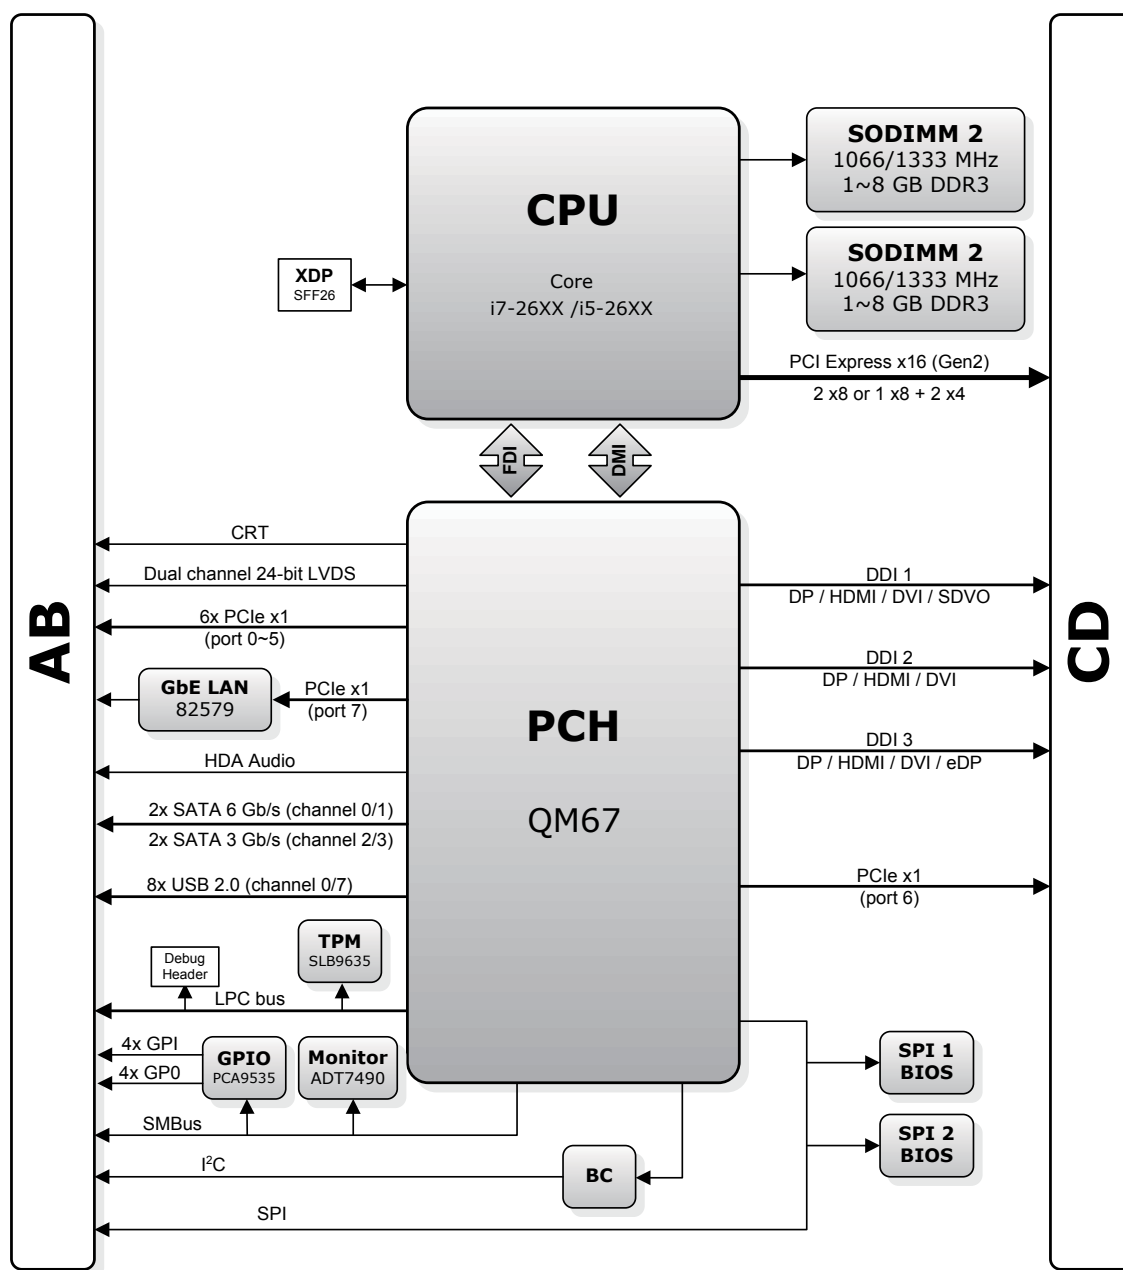 AB
CD
CPU
Core
i7-26XX /i5-26XX
SODIMM 2
1066/1333 MHz
1~8 GB DDR3
SODIMM 2
1066/1333 MHz
1~8 GB DDR3
XDP
SFF26
PCI Express x16 (Gen2)
2 x8 or 1 x8 + 2 x4
FDI
DMI
PCH
QM67
CRT
Dual channel 24-bit LVDS
6x PCIe x1
(port 0~5)
GbE LAN
82579
PCIe x1
(port 7)
HDA Audio
2x SATA 6 Gb/s (channel 0/1)
2x SATA 3 Gb/s (channel 2/3)
8x USB 2.0 (channel 0/7)
Debug
Header
TPM
SLB9635
LPC bus
4x GPI
4x GP0
GPIO
PCA9535
Monitor
ADT7490
SMBus
I²C
BC
SPI
DDI 1
DP / HDMI / DVI / SDVO
DDI 2
DP / HDMI / DVI
DDI 3
DP / HDMI / DVI / eDP
PCIe x1
(port 6)
SPI 1
BIOS
SPI 2
BIOS